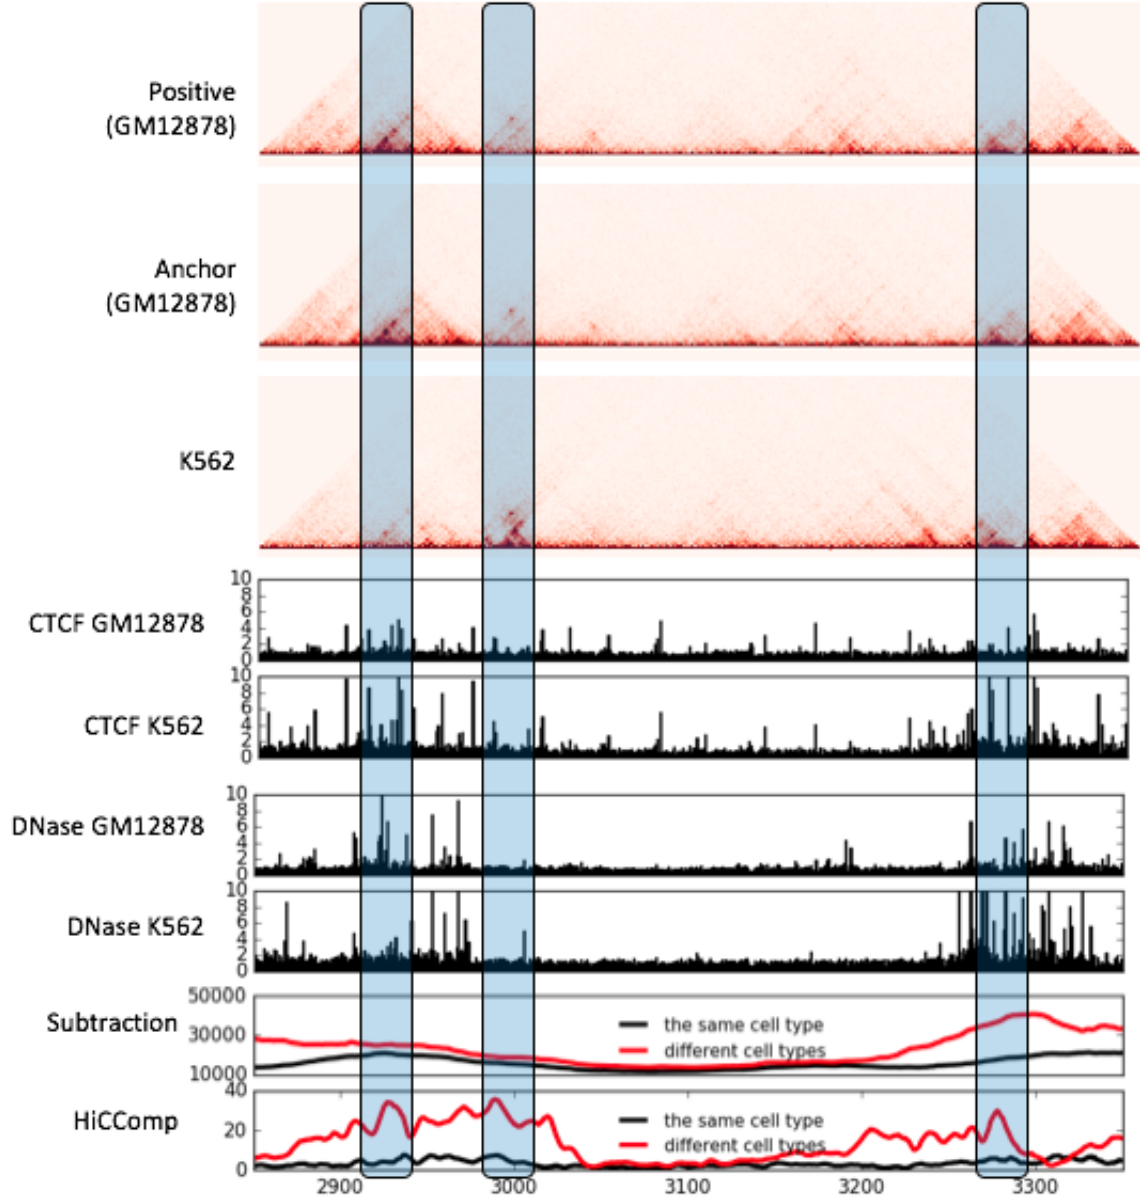 Positive
(GM12878)
Anchor
(GM12878)
K562
CTCF GM12878
10
8
6
4
2
0
CTCF K562
10
8
6
4
2
0
DNase GM12878
10
8
6
4
2
0
DNase K562
10
8
6
4
2
0
Subtraction
50000
30000
10000
the same cell type
different cell types
HiCComp
40
20
0
the same cell type
different cell types
2900 3000 3100 3200 3300